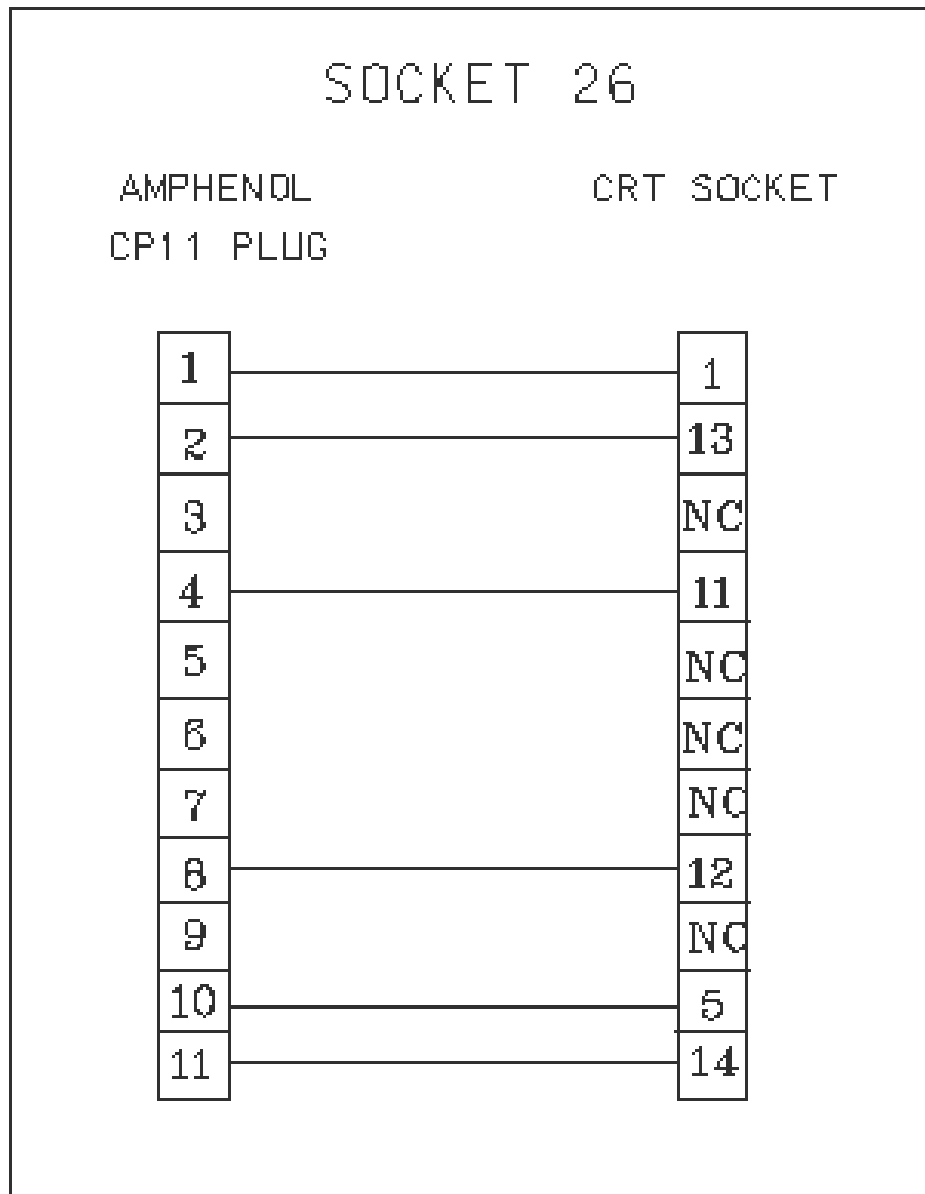 SOCKET 26
AMPHENOL CRT SOCKET
CP11 PLUG
1 1
2 13
3 NC
4 11
5 NC
6 NC
7 NC
8 12
9 NC
10 5
11 14